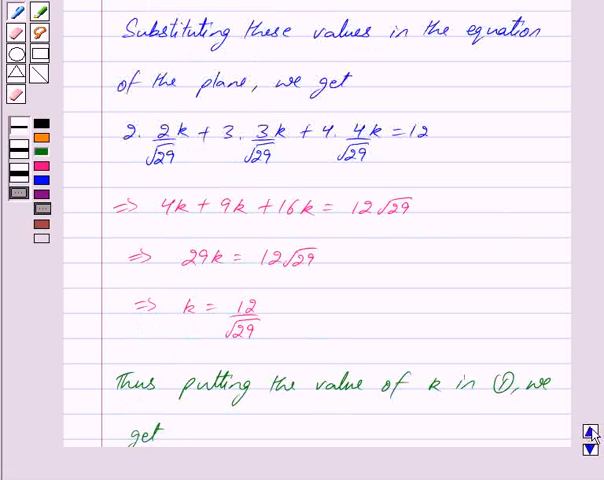 Substituting these values in the equation
of the plane, we get
2. 2k/√29 + 3. 3k/√29 + 4. 4k/√29 = 12
=> 4k + 9k + 16k = 12√29
=> 29k = 12√29
=> k = 12/√29
Thus putting the value of k in ①, we
get